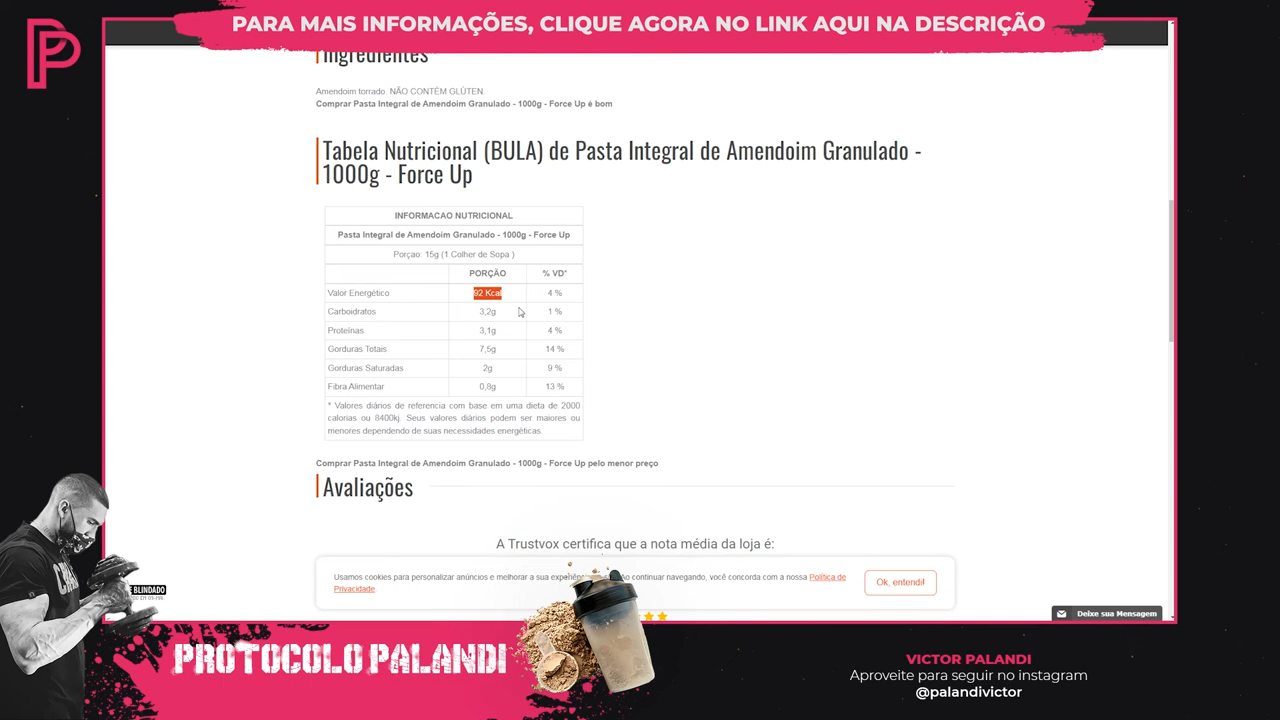 PARA MAIS INFORMAÇÕES, CLIQUE AGORA NO LINK AQUI NA DESCRIÇÃO
Ingredientes
Amendoim torrado. NÃO CONTÉM GLÚTEN.
Comprar Pasta Integral de Amendoim Granulado - 1000g - Force Up é bom
Tabela Nutricional (BULA) de Pasta Integral de Amendoim Granulado -
1000g - Force Up
INFORMACAO NUTRICIONAL
Pasta Integral de Amendoim Granulado - 1000g - Force Up
Porçao: 15g (1 Colher de Sopa )
PORÇÃO % VD*
Valor Energético 92 Kcal 4 %
Carboidratos 3,2g 1 %
Proteínas 3,1g 4 %
Gorduras Totais 7,5g 14 %
Gorduras Saturadas 2g 9 %
Fibra Alimentar 0,8g 13 %
* Valores diários de referencia com base em uma dieta de 2000
calorias ou 8400kj. Seus valores diários podem ser maiores ou
menores dependendo de suas necessidades energéticas.
Comprar Pasta Integral de Amendoim Granulado - 1000g - Force Up pelo menor preço
Avaliações
A Trustvox certifica que a nota média da loja é:
Usamos cookies para personalizar anúncios e melhorar a sua continuar navegando, você concorda com a nossa Política de
Privacidade
Ok, entendi!
Deixe sua Mensagem
BLINDADO
PROTOCOLO PALANDI
VICTOR PALANDI
Aproveite para seguir no instagram
@palandivictor